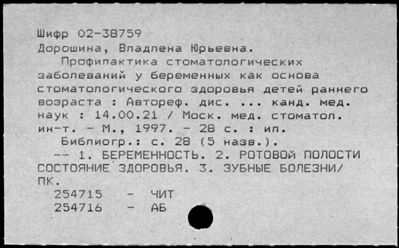 Шифр 02-38759
Дорошина, Владлена Юрьевна.
Профилактика стоматологических
заболеваний у беременных как основа
стоматологического здоровья детей раннего
возраста : Автореф. дис. ... канд. мед.
наук : 14.00.21 / Моск. мед. стоматол.
ин-т. - М., 1997. - 28 с. : ил.
Библиогр.: с. 28 (5 назв.).
-- 1. БЕРЕМЕННОСТЬ. 2. РОТОВОЙ ПОЛОСТИ
СОСТОЯНИЕ ЗДОРОВЬЯ. 3. ЗУБНЫЕ БОЛЕЗНИ/
ПК.
254715 - ЧИТ
254716 - АБ